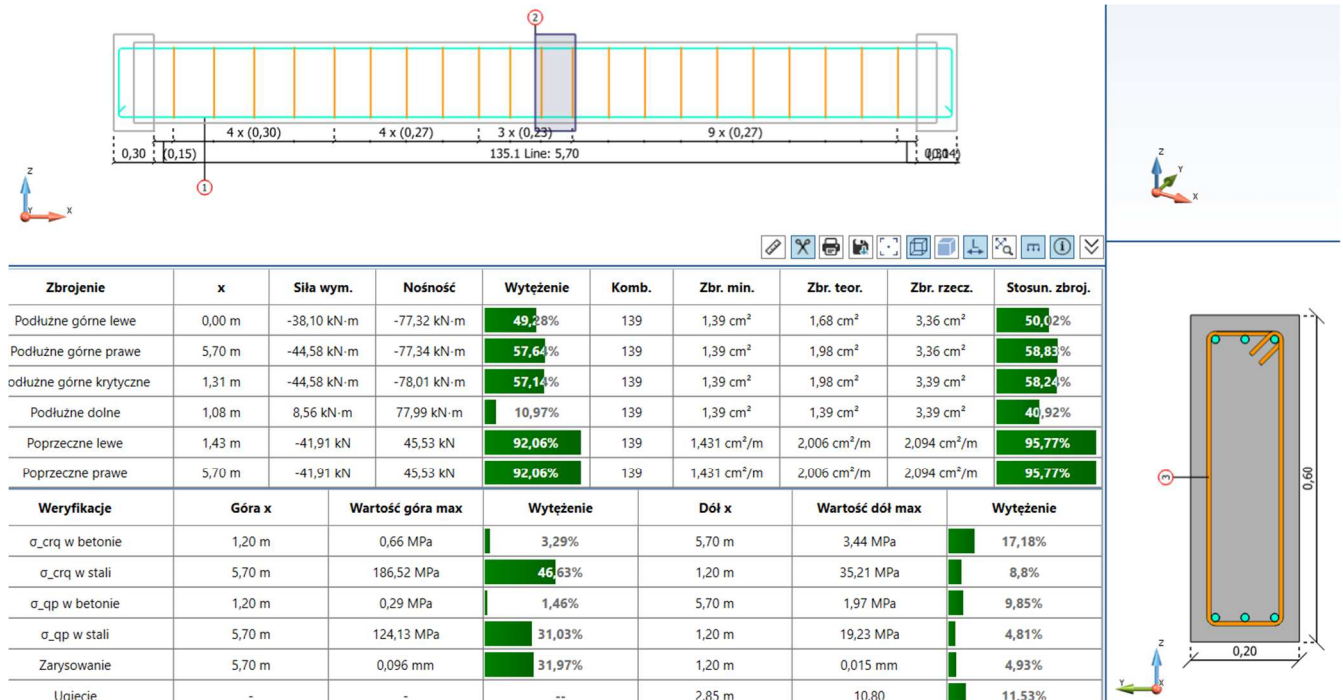 2
4 x (0,30) 4 x (0,27) 3 x (0,23) 9 x (0,27)
0,30 (0,15) 135.1 Line: 5,70
1
Z
Y X
Z
Y
X
Zbrojenie x Siła wym. Nośność Wytężenie Komb. Zbr. min. Zbr. teor. Zbr. rzecz. Stosun. zbroj.
Podłużne górne lewe 0,00 m -38,10 kN·m -77,32 kN·m 49,28% 139 1,39 cm² 1,68 cm² 3,36 cm² 50,02%
Podłużne górne prawe 5,70 m -44,58 kN·m -77,34 kN·m 57,64% 139 1,39 cm² 1,98 cm² 3,36 cm² 58,83%
odłużne górne krytyczne 1,31 m -44,58 kN·m -78,01 kN·m 57,14% 139 1,39 cm² 1,98 cm² 3,39 cm² 58,24%
Podłużne dolne 1,08 m 8,56 kN·m 77,99 kN·m 10,97% 139 1,39 cm² 1,39 cm² 3,39 cm² 40,92%
Poprzeczne lewe 1,43 m -41,91 kN 45,53 kN 92,06% 139 1,431 cm²/m 2,006 cm²/m 2,094 cm²/m 95,77%
Poprzeczne prawe 5,70 m -41,91 kN 45,53 kN 92,06% 139 1,431 cm²/m 2,006 cm²/m 2,094 cm²/m 95,77%
Weryfikacje Góra x Wartość góra max Wytężenie Dół x Wartość dół max Wytężenie
σ_crq w betonie 1,20 m 0,66 MPa 3,29% 5,70 m 3,44 MPa 17,18%
σ_crq w stali 5,70 m 186,52 MPa 46,63% 1,20 m 35,21 MPa 8,8%
σ_qp w betonie 1,20 m 0,29 MPa 1,46% 5,70 m 1,97 MPa 9,85%
σ_qp w stali 5,70 m 124,13 MPa 31,03% 1,20 m 19,23 MPa 4,81%
Zarysowanie 5,70 m 0,096 mm 31,97% 1,20 m 0,015 mm 4,93%
Ugięcie - - -- 2,85 m 10,80 11,53%
3
0,60
0,20
Z
Y X